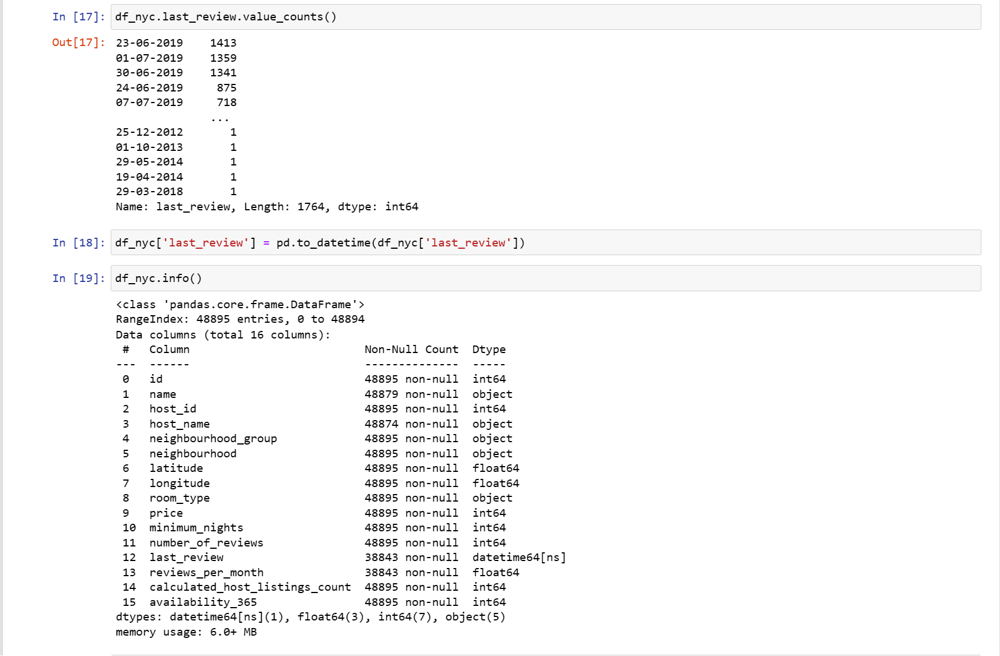 In [17]: df_nyc.last_review.value_counts()
Out[17]: 23-06-2019    1413
01-07-2019    1359
30-06-2019    1341
24-06-2019     875
07-07-2019     718
...
25-12-2012       1
01-10-2013       1
29-05-2014       1
19-04-2014       1
29-03-2018       1
Name: last_review, Length: 1764, dtype: int64
In [18]: df_nyc['last_review'] = pd.to_datetime(df_nyc['last_review'])
In [19]: df_nyc.info()
<class 'pandas.core.frame.DataFrame'>
RangeIndex: 48895 entries, 0 to 48894
Data columns (total 16 columns):
 #   Column                          Non-Null Count  Dtype
---  ------                          --------------  -----
 0   id                              48895 non-null  int64
 1   name                            48879 non-null  object
 2   host_id                         48895 non-null  int64
 3   host_name                       48874 non-null  object
 4   neighbourhood_group             48895 non-null  object
 5   neighbourhood                   48895 non-null  object
 6   latitude                        48895 non-null  float64
 7   longitude                       48895 non-null  float64
 8   room_type                       48895 non-null  object
 9   price                           48895 non-null  int64
 10  minimum_nights                  48895 non-null  int64
 11  number_of_reviews               48895 non-null  int64
 12  last_review                     38843 non-null  datetime64[ns]
 13  reviews_per_month               38843 non-null  float64
 14  calculated_host_listings_count  48895 non-null  int64
 15  availability_365                48895 non-null  int64
dtypes: datetime64[ns](1), float64(3), int64(7), object(5)
memory usage: 6.0+ MB